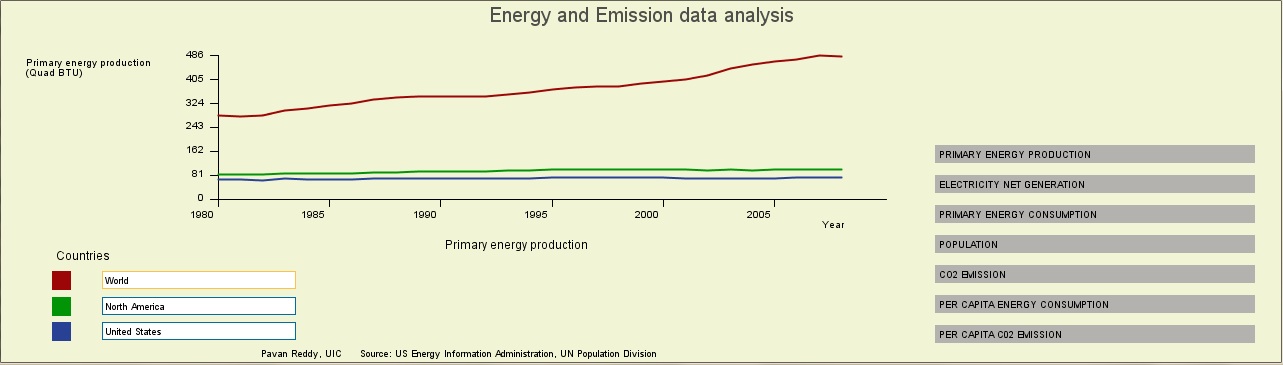 Energy and Emission data analysis
Primary energy production
(Quad BTU)
486
405
324
243
162
81
0
1980
1985
1990
1995
2000
2005
Year
Primary energy production
Countries
World
North America
United States
Pavan Reddy, UIC
Source: US Energy Information Administration, UN Population Division
PRIMARY ENERGY PRODUCTION
ELECTRICITY NET GENERATION
PRIMARY ENERGY CONSUMPTION
POPULATION
CO2 EMISSION
PER CAPITA ENERGY CONSUMPTION
PER CAPITA CO2 EMISSION